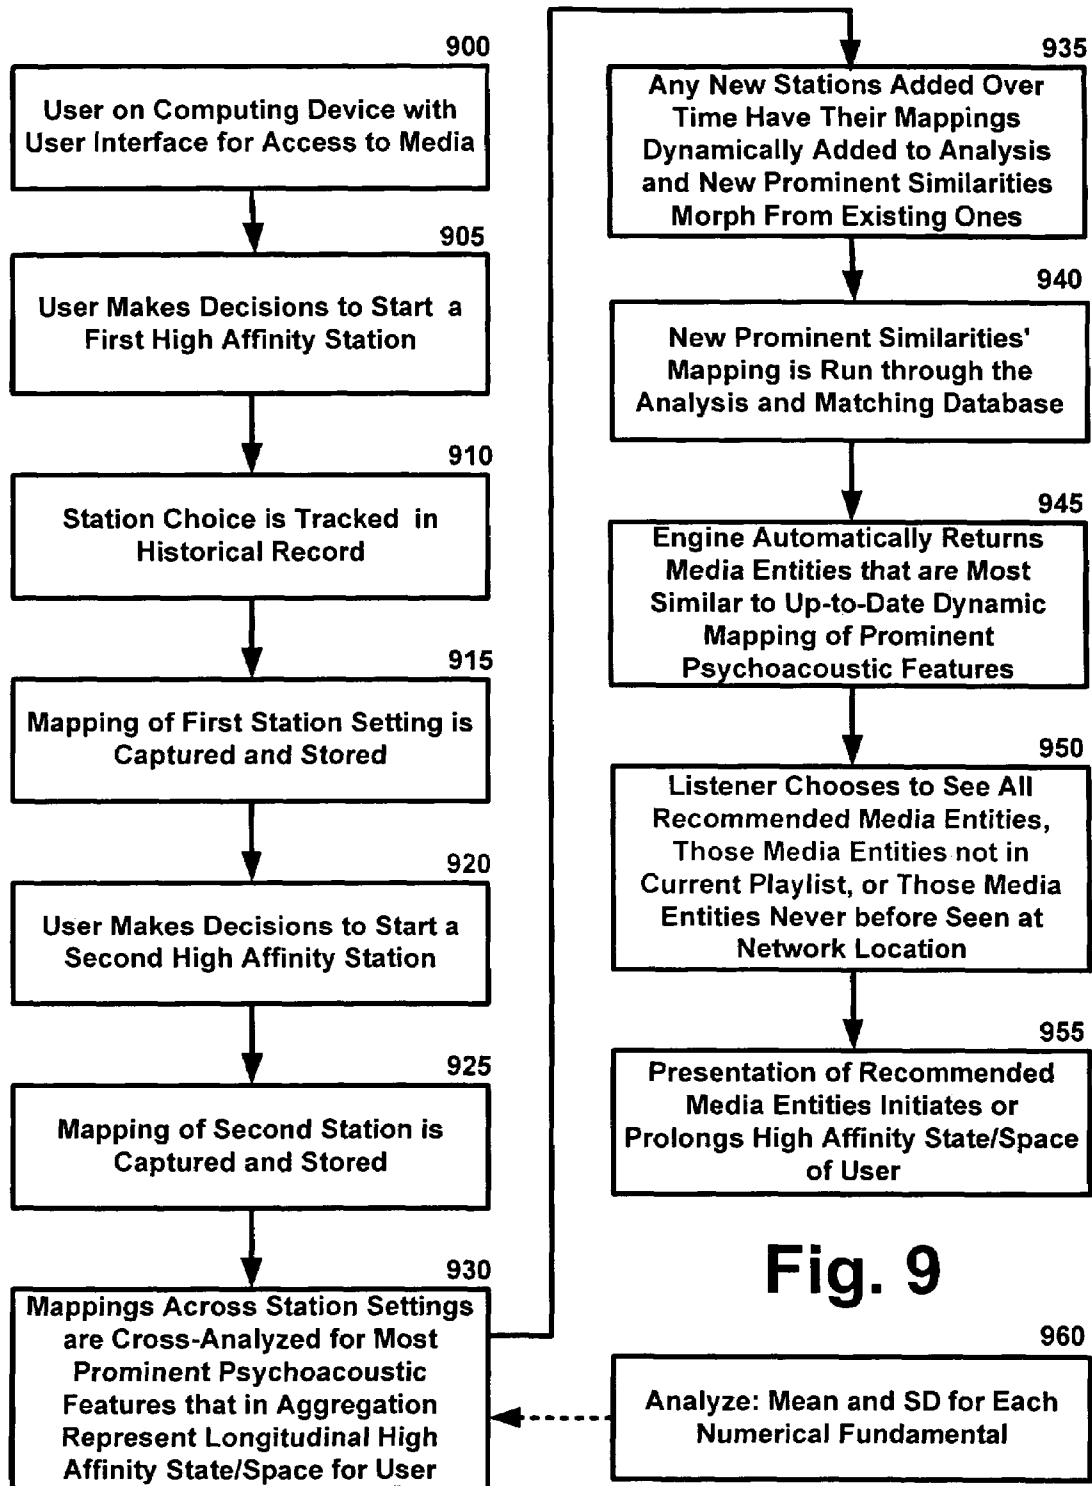 900
User on Computing Device with
User Interface for Access to Media
905
User Makes Decisions to Start a
First High Affinity Station
910
Station Choice is Tracked in
Historical Record
915
Mapping of First Station Setting is
Captured and Stored
920
User Makes Decisions to Start a
Second High Affinity Station
925
Mapping of Second Station is
Captured and Stored
930
Mappings Across Station Settings
are Cross-Analyzed for Most
Prominent Psychoacoustic
Features that in Aggregation
Represent Longitudinal High
Affinity State/Space for User
935
Any New Stations Added Over
Time Have Their Mappings
Dynamically Added to Analysis
and New Prominent Similarities
Morph From Existing Ones
940
New Prominent Similarities'
Mapping is Run through the
Analysis and Matching Database
945
Engine Automatically Returns
Media Entities that are Most
Similar to Up-to-Date Dynamic
Mapping of Prominent
Psychoacoustic Features
950
Listener Chooses to See All
Recommended Media Entities,
Those Media Entities not in
Current Playlist, or Those Media
Entities Never before Seen at
Network Location
955
Presentation of Recommended
Media Entities Initiates or
Prolongs High Affinity State/Space
of User
Fig. 9
960
Analyze: Mean and SD for Each
Numerical Fundamental